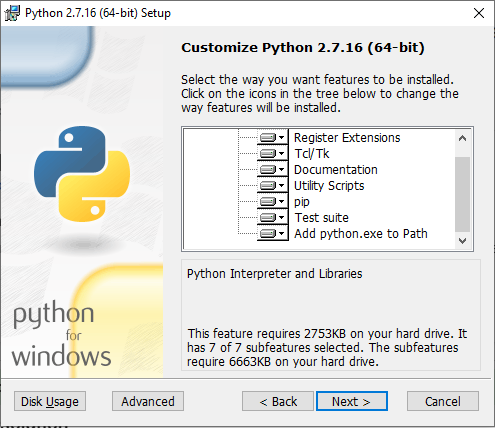 Python 2.7.16 (64-bit) Setup
Customize Python 2.7.16 (64-bit)
Select the way you want features to be installed.
Click on the icons in the tree below to change the
way features will be installed.
Register Extensions
Tcl/Tk
Documentation
Utility Scripts
pip
Test suite
Add python.exe to Path
Python Interpreter and Libraries
This feature requires 2753KB on your hard drive. It
has 7 of 7 subfeatures selected. The subfeatures
require 6663KB on your hard drive.
python
for
windows
Disk Usage
Advanced
< Back
Next >
Cancel